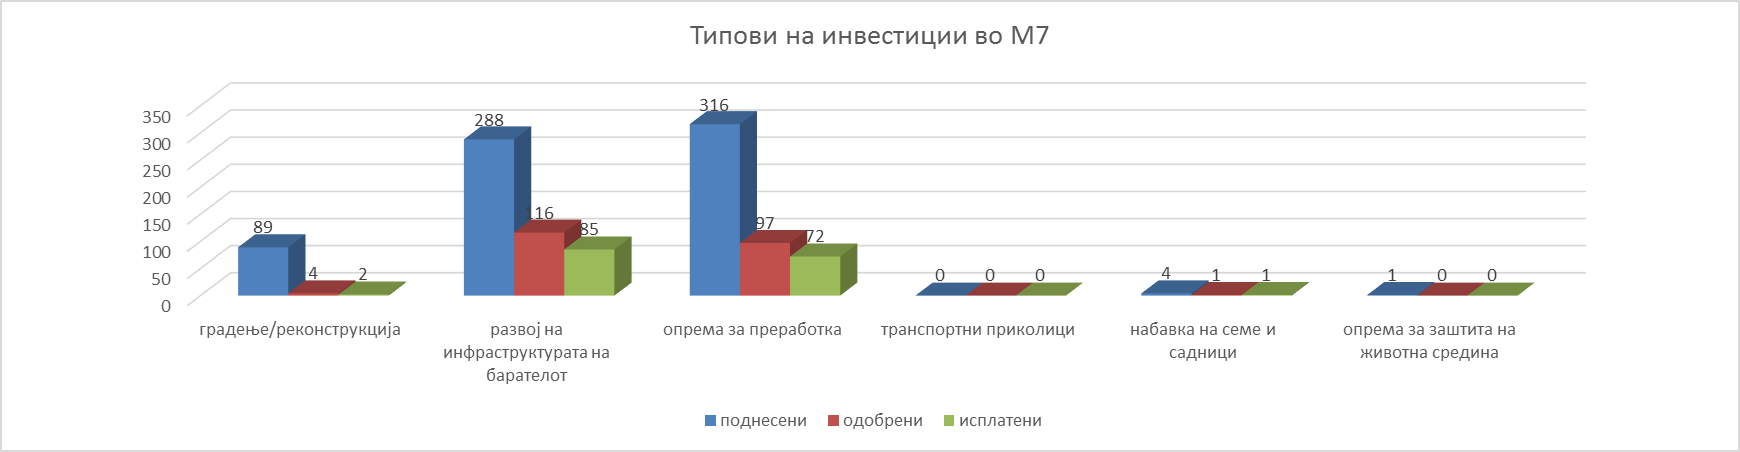 Типови на инвестиции во М7
350
300
250
200
150
100
50
0
89
4
2
288
116
85
316
97
72
0
0
0
4
1
1
1
0
0
градење/реконструкција
развој на
инфраструктурата на
барателот
опрема за преработка
транспортни приколици
набавка на семе и
садници
опрема за заштита на
животна средина
поднесени
одобрени
исплатени